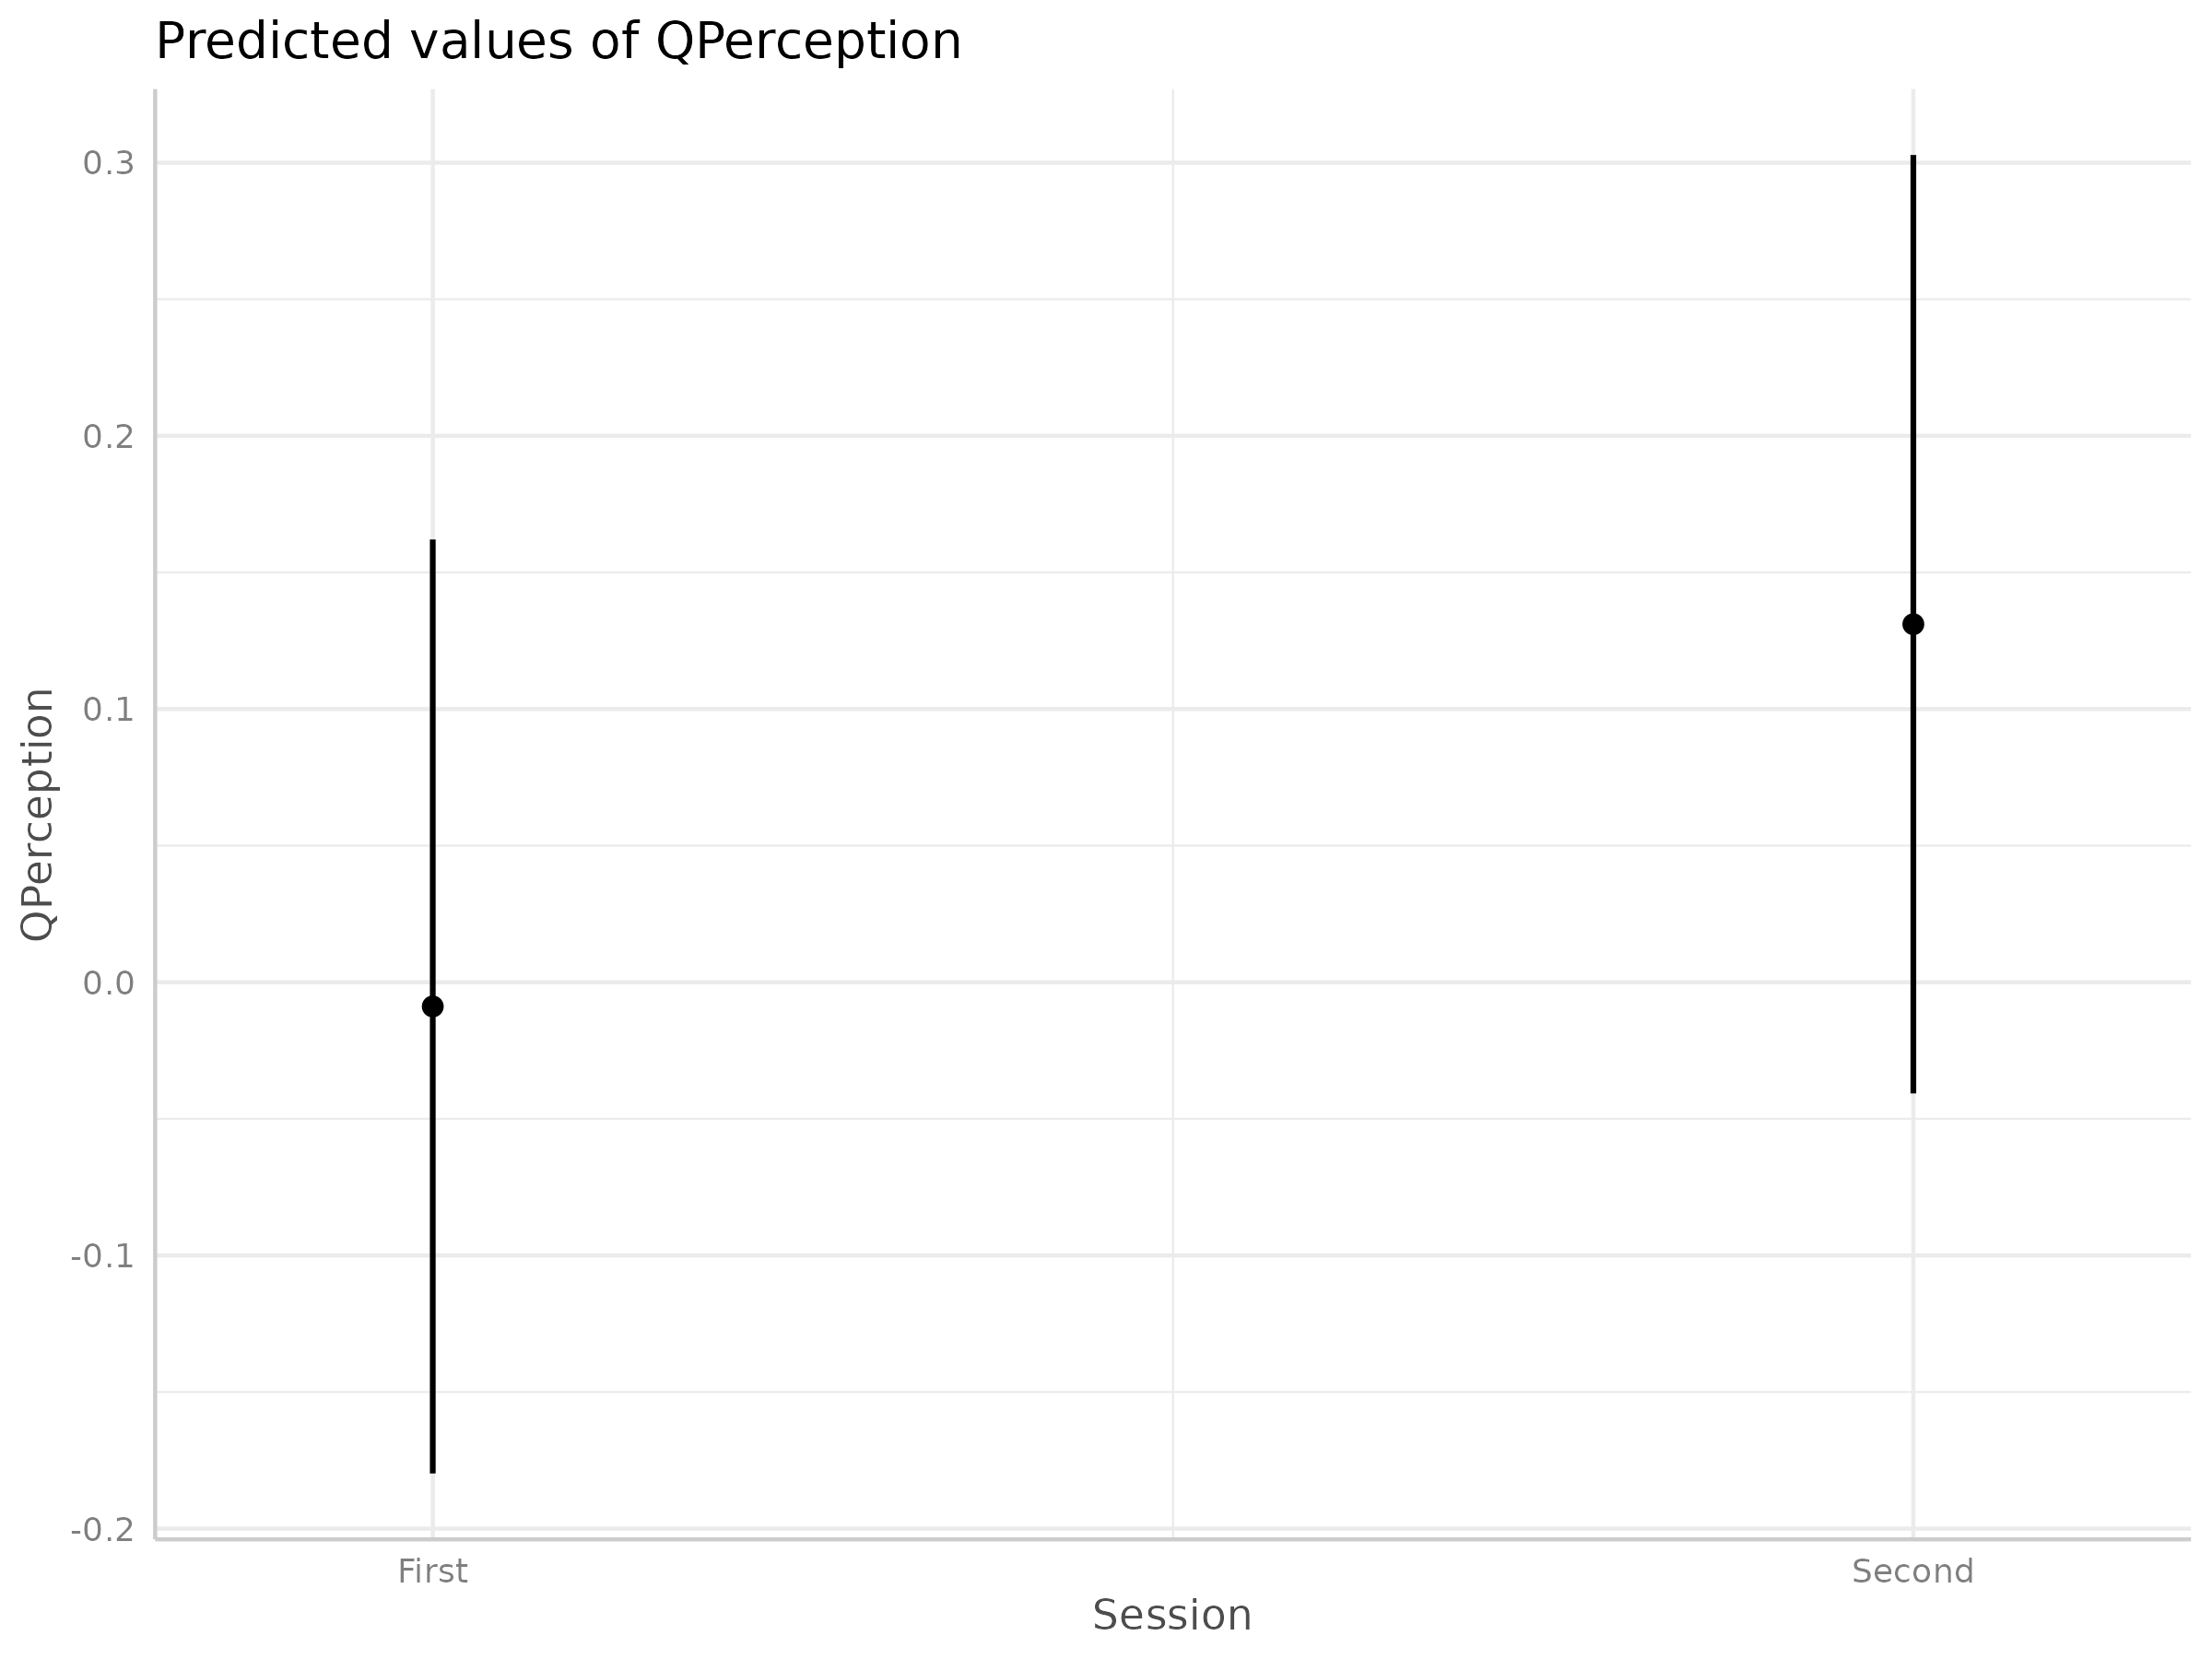 Predicted values of QPerception
0.3
0.2
0.1
0.0
-0.1
-0.2
QPerception
First
Second
Session